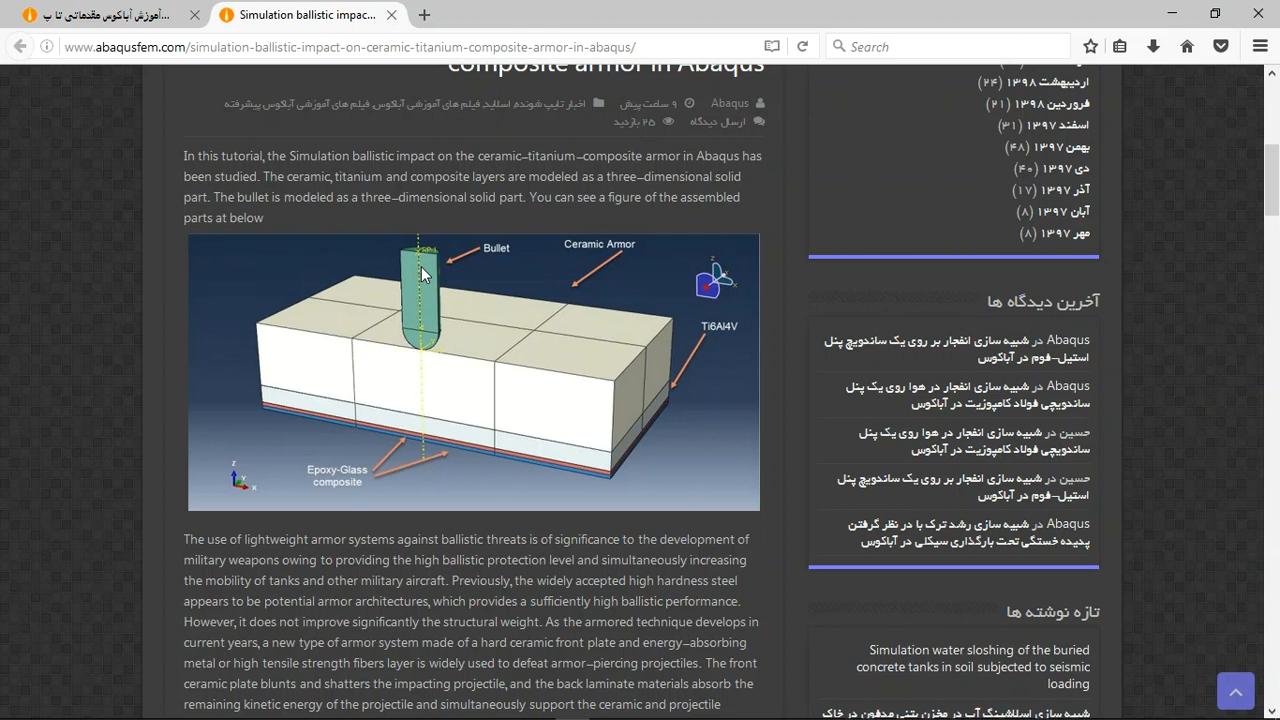 آموزش آباکوس مقدماتی تا پ...
Simulation ballistic impac...
www.abaqusfem.com/simulation-ballistic-impact-on-ceramic-titanium-composite-armor-in-abaqus/
Search
composite armor in Abaqus
Abaqus ۹ ساعت پیش اخبار تایپ شونده, اسلاید, فیلم های آموزشی آباکوس, فیلم های آموزشی آباکوس پیشرفته
ارسال دیدگاه ۲۵ بازدید
In this tutorial, the Simulation ballistic impact on the ceramic-titanium-composite armor in Abaqus has
been studied. The ceramic, titanium and composite layers are modeled as a three-dimensional solid
part. The bullet is modeled as a three-dimensional solid part. You can see a figure of the assembled
parts at below
Bullet
Ceramic Armor
Ti6Al4V
Epoxy-Glass
composite
The use of lightweight armor systems against ballistic threats is of significance to the development of
military weapons owing to providing the high ballistic protection level and simultaneously increasing
the mobility of tanks and other military aircraft. Previously, the widely accepted high hardness steel
appears to be potential armor architectures, which provides a sufficiently high ballistic performance.
However, it does not improve significantly the structural weight. As the armored technique develops in
current years, a new type of armor system made of a hard ceramic front plate and energy-absorbing
metal or high tensile strength fibers layer is widely used to defeat armor-piercing projectiles. The front
ceramic plate blunts and shatters the impacting projectile, and the back laminate materials absorb the
remaining kinetic energy of the projectile and simultaneously support the ceramic and projectile
اردیبهشت ۱۳۹۸ (۲۴)
فروردین ۱۳۹۸ (۲۱)
اسفند ۱۳۹۷ (۳۱)
بهمن ۱۳۹۷ (۴۸)
دی ۱۳۹۷ (۴۰)
آذر ۱۳۹۷ (۱۷)
آبان ۱۳۹۷ (۸)
مهر ۱۳۹۷ (۸)
آخرین دیدگاه ها
Abaqus در شبیه سازی انفجار بر روی یک ساندویچ پنل
استیل-فوم در آباکوس
Abaqus در شبیه سازی انفجار در هوا روی یک پنل
ساندویچی فولاد کامپوزیت در آباکوس
حسین در شبیه سازی انفجار در هوا روی یک پنل
ساندویچی فولاد کامپوزیت در آباکوس
حسین در شبیه سازی انفجار بر روی یک ساندویچ پنل
استیل-فوم در آباکوس
Abaqus در شبیه سازی رشد ترک با در نظر گرفتن
پدیده خستگی تحت بارگذاری سیکلی در آباکوس
تازه نوشته ها
Simulation water sloshing of the buried
concrete tanks in soil subjected to seismic
loading
شبیه سازی اسلاشینگ آب در مخزن بتنی مدفون در خاک